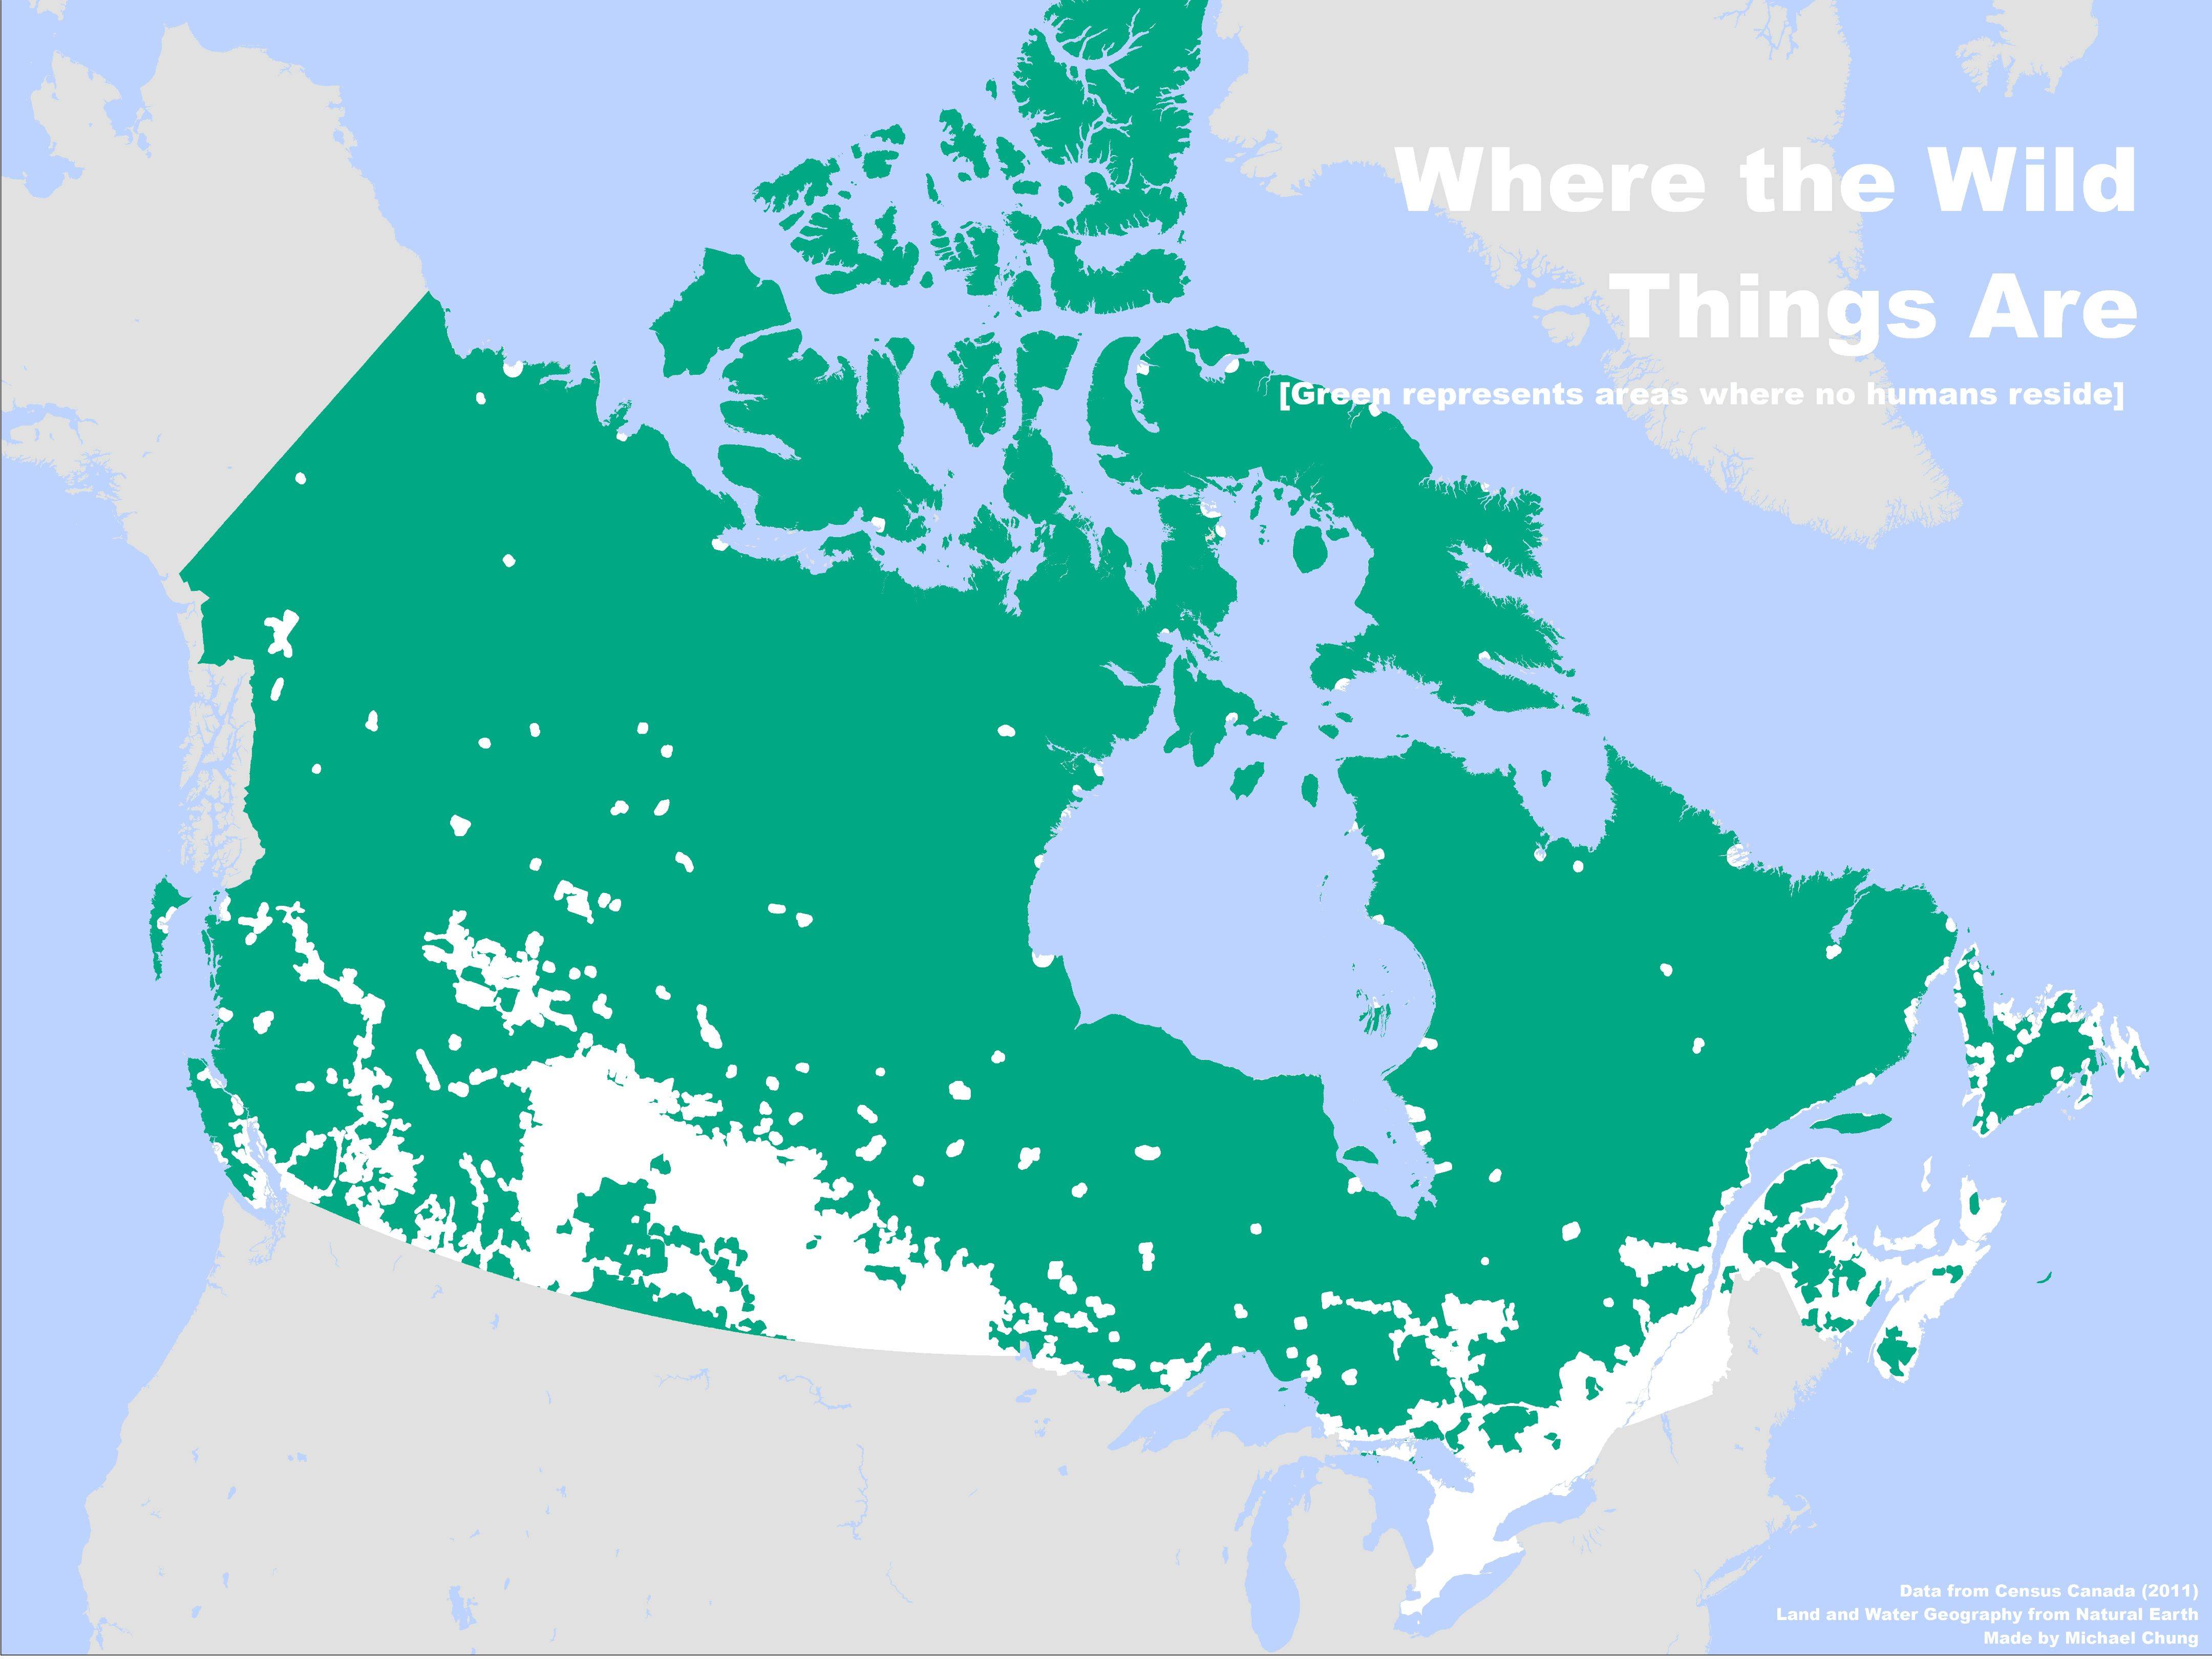 Where the Wild
Things Are
[Green represents areas where no humans reside]
Data from Census Canada (2011)
Land and Water Geography from Natural Earth
Made by Michael Chung